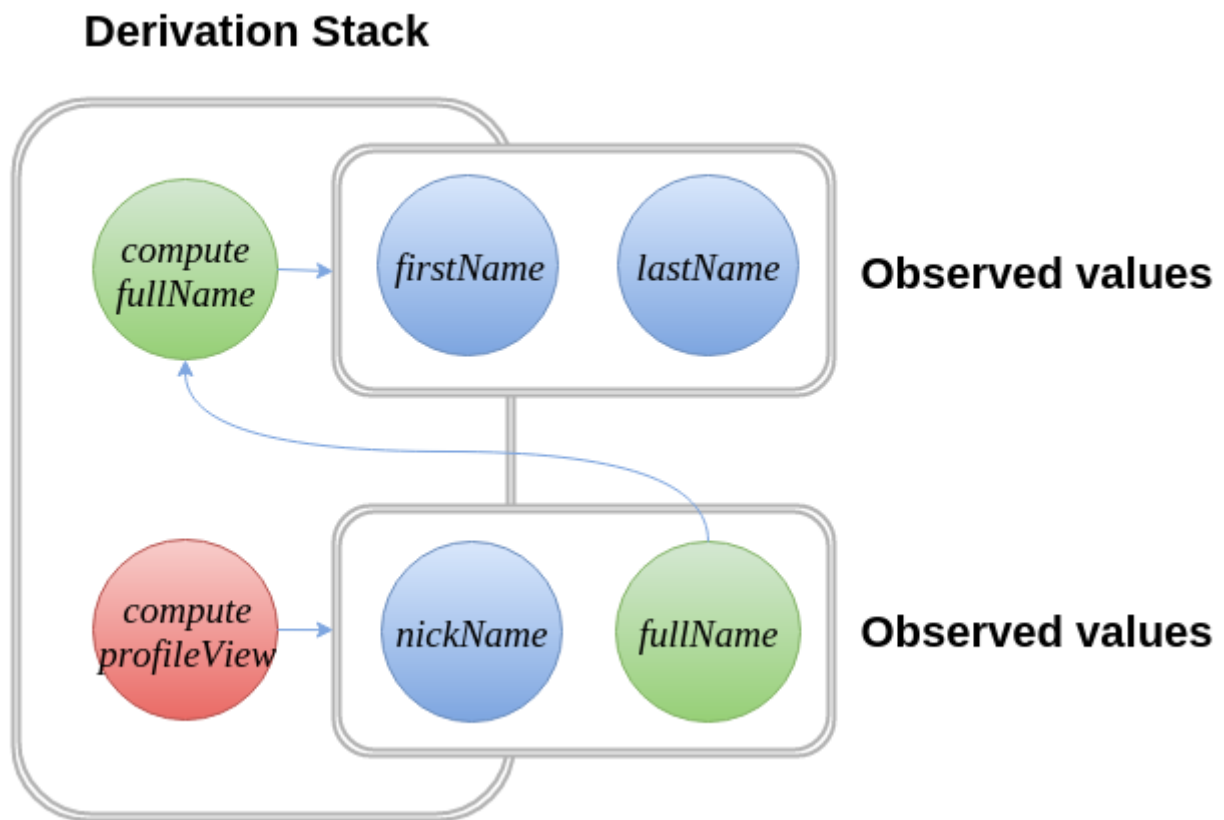 Derivation Stack
compute
fullName
firstName
lastName
Observed values
compute
profileView
nickName
fullName
Observed values